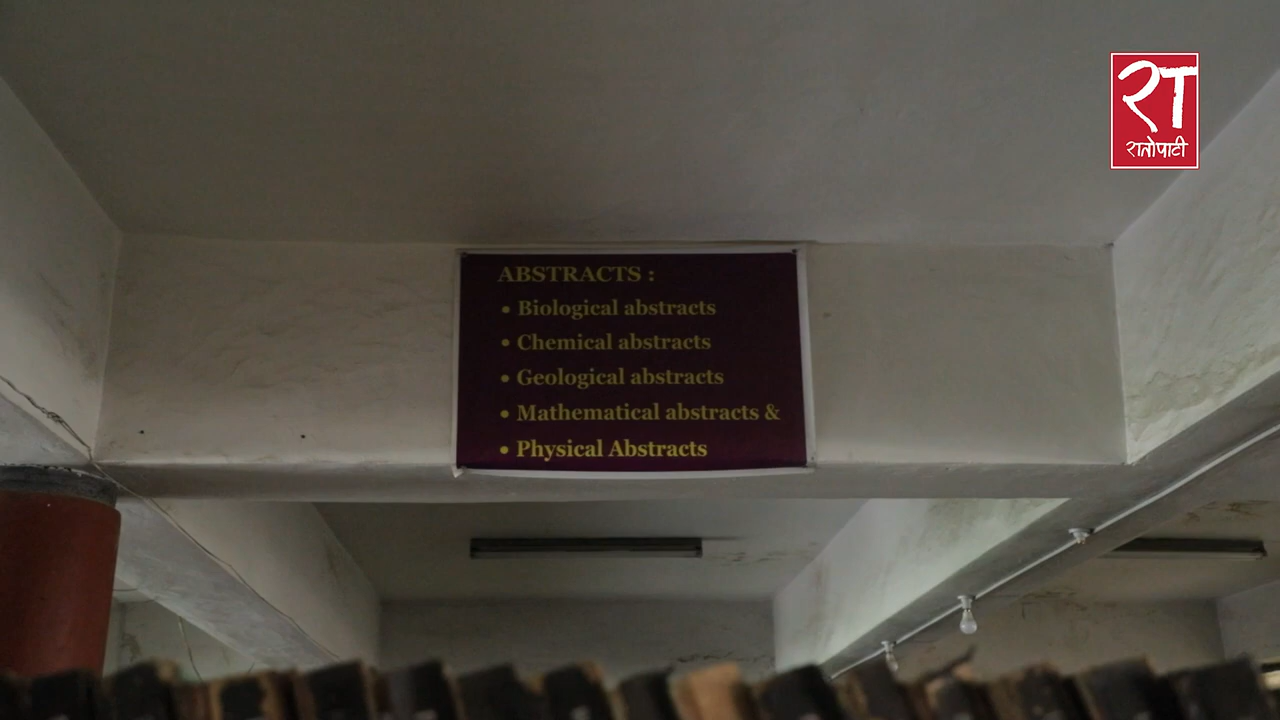 रा
रातोपाटी
ABSTRACTS :
• Biological abstracts
• Chemical abstracts
• Geological abstracts
• Mathematical abstracts &
• Physical Abstracts